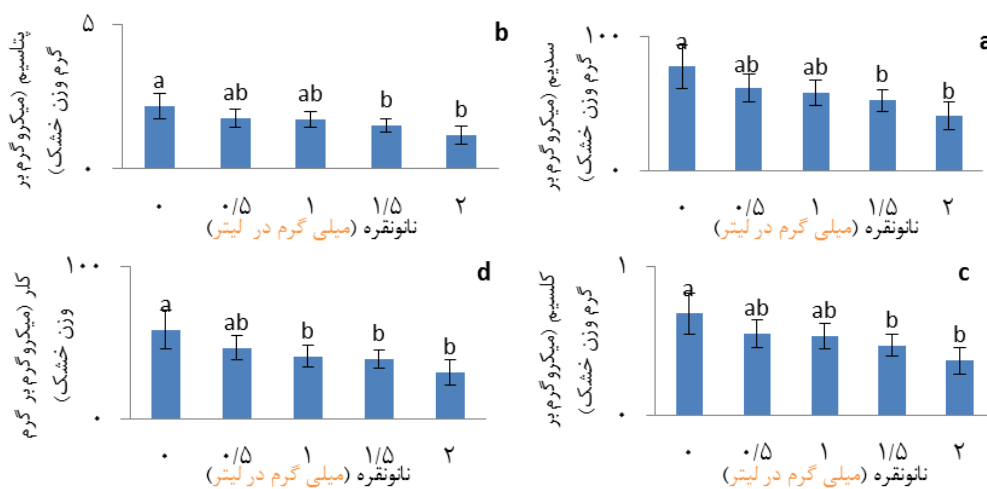 b
۵
پتاسیم (میکروگرم بر
گرم وزن خشک)
۰
a
ab
ab
b
b
۰
۰/۵
۱
۱/۵
۲
نانونقره (میلی گرم در لیتر)
a
۱۰۰
سدیم (میکروگرم بر
گرم وزن خشک)
۰
a
ab
ab
b
b
۰
۰/۵
۱
۱/۵
۲
نانونقره (میلی گرم در لیتر)
d
۱۰۰
کلر (میکروگرم بر گرم
وزن خشک)
۰
a
ab
b
b
b
۰
۰/۵
۱
۱/۵
۲
نانونقره (میلی گرم در لیتر)
c
۱
کلسیم (میکروگرم بر
گرم وزن خشک)
۰
a
ab
ab
b
b
۰
۰/۵
۱
۱/۵
۲
نانونقره (میلی گرم در لیتر)